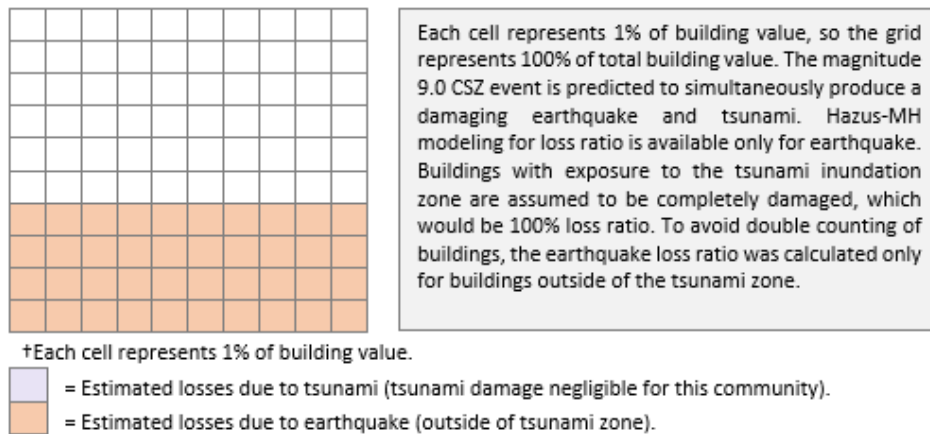 Each cell represents 1% of building value, so the grid
represents 100% of total building value. The magnitude
9.0 CSZ event is predicted to simultaneously produce a
damaging earthquake and tsunami. Hazus-MH
modeling for loss ratio is available only for earthquake.
Buildings with exposure to the tsunami inundation
zone are assumed to be completely damaged, which
would be 100% loss ratio. To avoid double counting of
buildings, the earthquake loss ratio was calculated only
for buildings outside of the tsunami zone.
†Each cell represents 1% of building value.
= Estimated losses due to tsunami (tsunami damage negligible for this community).
= Estimated losses due to earthquake (outside of tsunami zone).